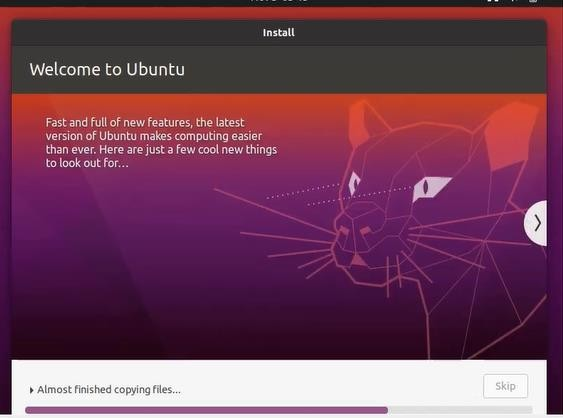 Install
Welcome to Ubuntu
Fast and full of new features, the latest
version of Ubuntu makes computing easier
than ever. Here are just a few cool new things
to look out for...
Almost finished copying files...
Skip